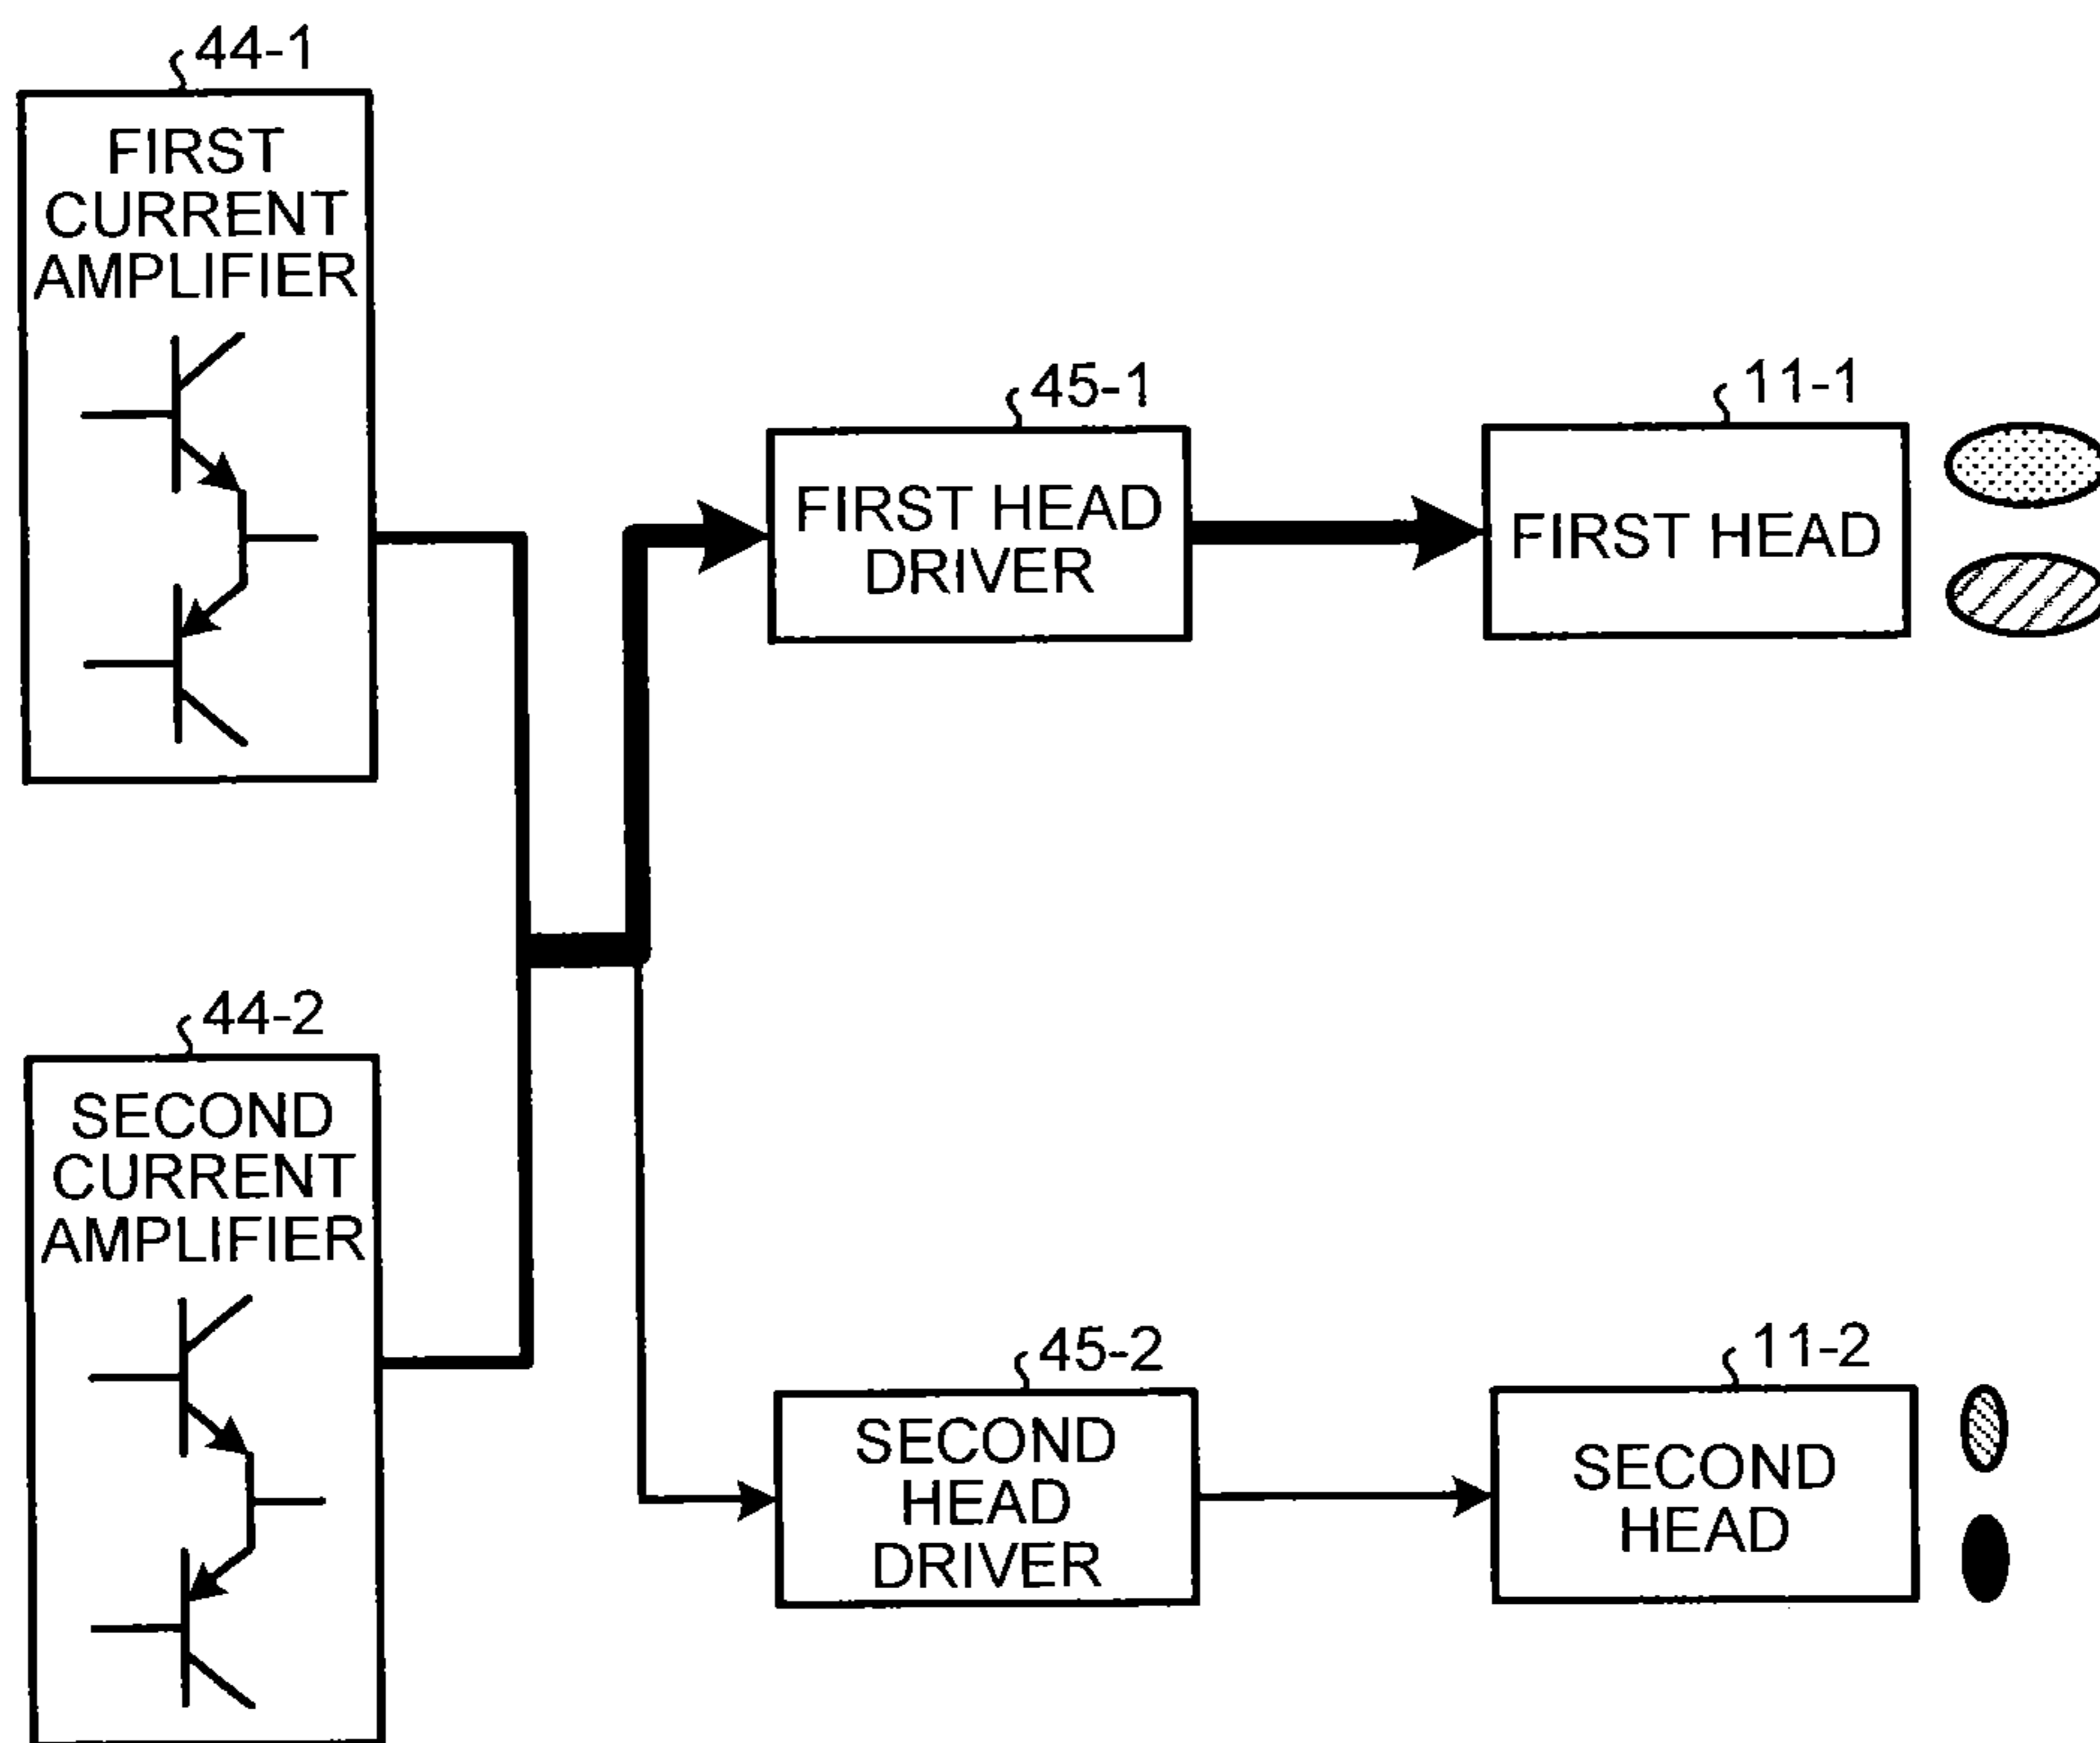 44-1
FIRST
CURRENT
AMPLIFIER
45-1
FIRST HEAD
DRIVER
11-1
FIRST HEAD
44-2
SECOND
CURRENT
AMPLIFIER
45-2
SECOND
HEAD
DRIVER
11-2
SECOND
HEAD